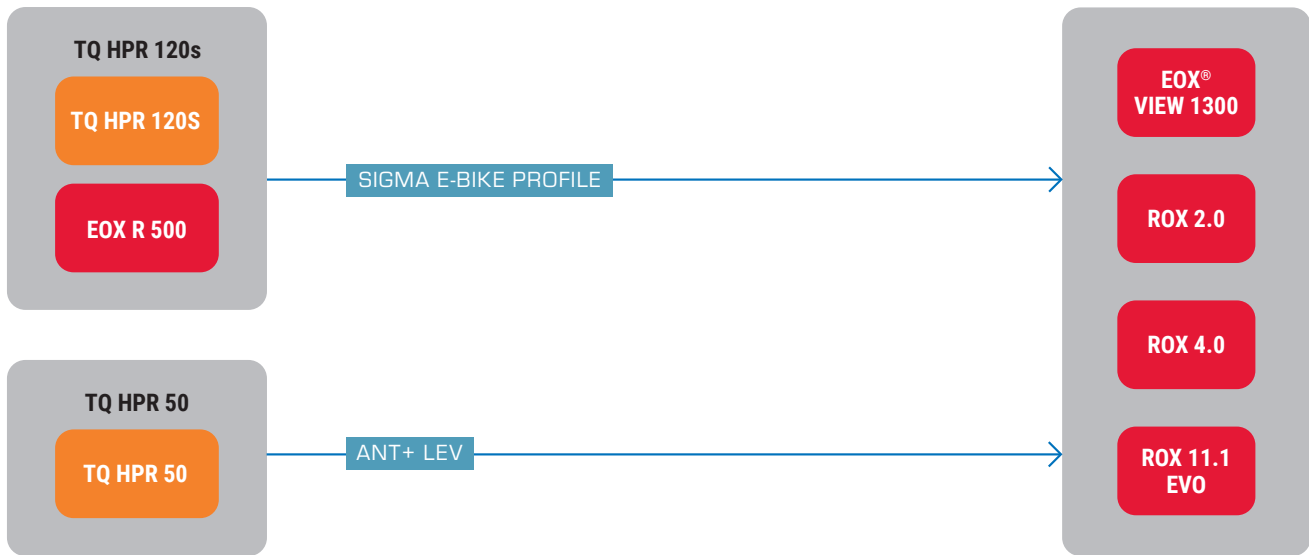 TQ HPR 120s
TQ HPR 120S
EOX R 500
SIGMA E-BIKE PROFILE
TQ HPR 50
TQ HPR 50
ANT+ LEV
EOX®
VIEW 1300
ROX 2.0
ROX 4.0
ROX 11.1
EVO